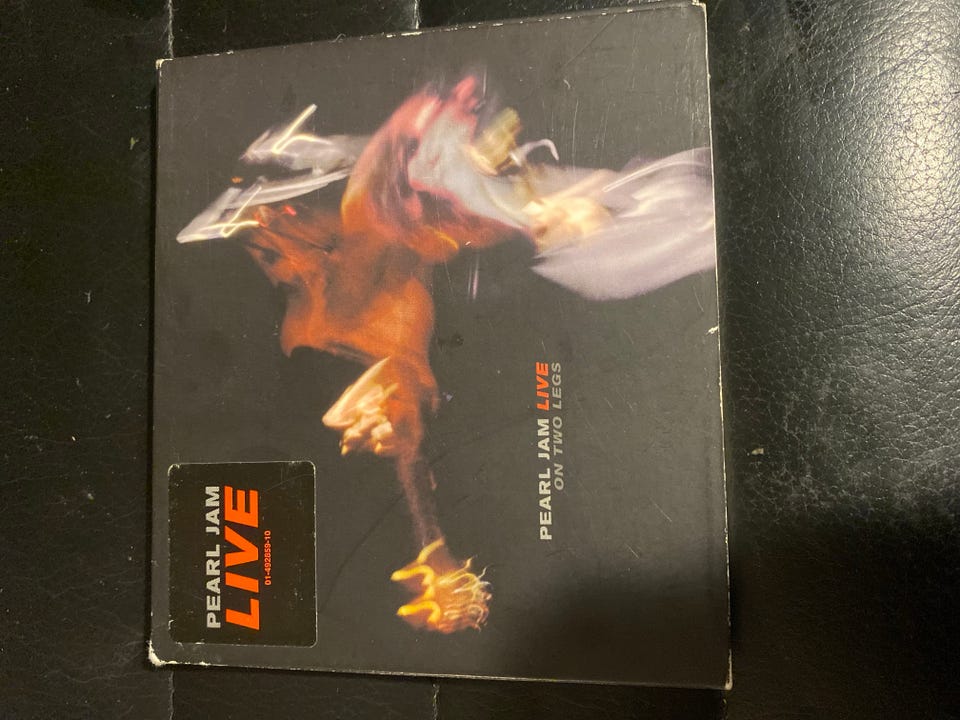 PEARL JAM
LIVE
01-492859-10
PEARL JAM LIVE
ON TWO LEGS